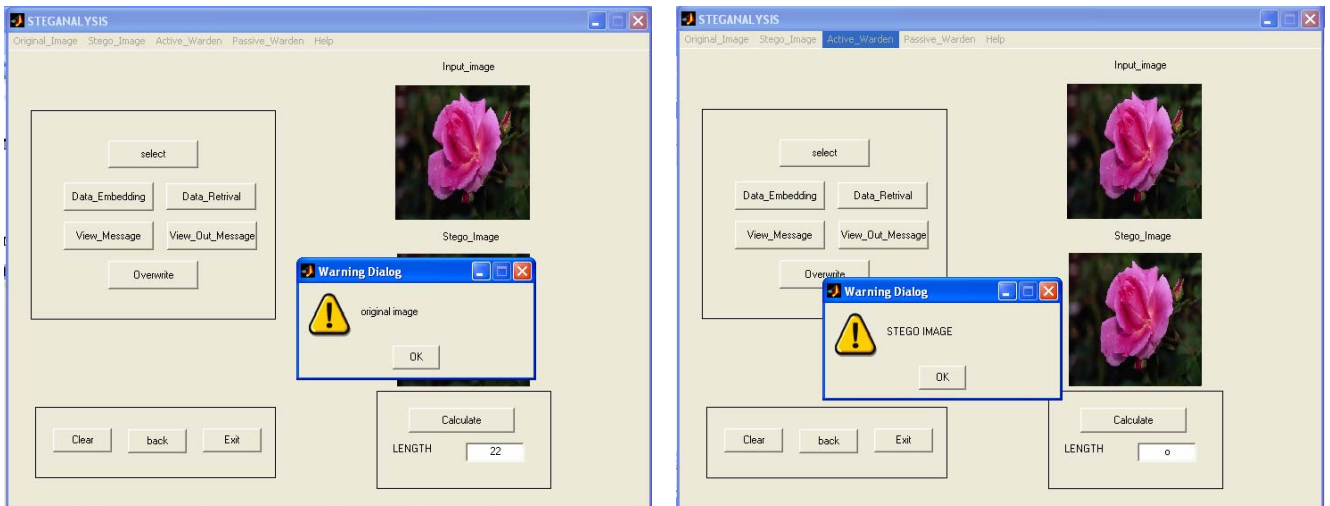 STEGANALYSIS
Original_Image Stego_Image Active_Warden Passive_Warden Help
Input_image
select
Data_Embedding Data_Retrival
View_Message View_Out_Message
Overwrite
Stego_Image
Warning Dialog
original image
OK
Clear back Exit
Calculate
LENGTH 22
STEGANALYSIS
Original_Image Stego_Image Active_Warden Passive_Warden Help
Input_image
select
Data_Embedding Data_Retrival
View_Message View_Out_Message
Overwrite
Stego_Image
Warning Dialog
STEGO IMAGE
OK
Clear back Exit
Calculate
LENGTH o